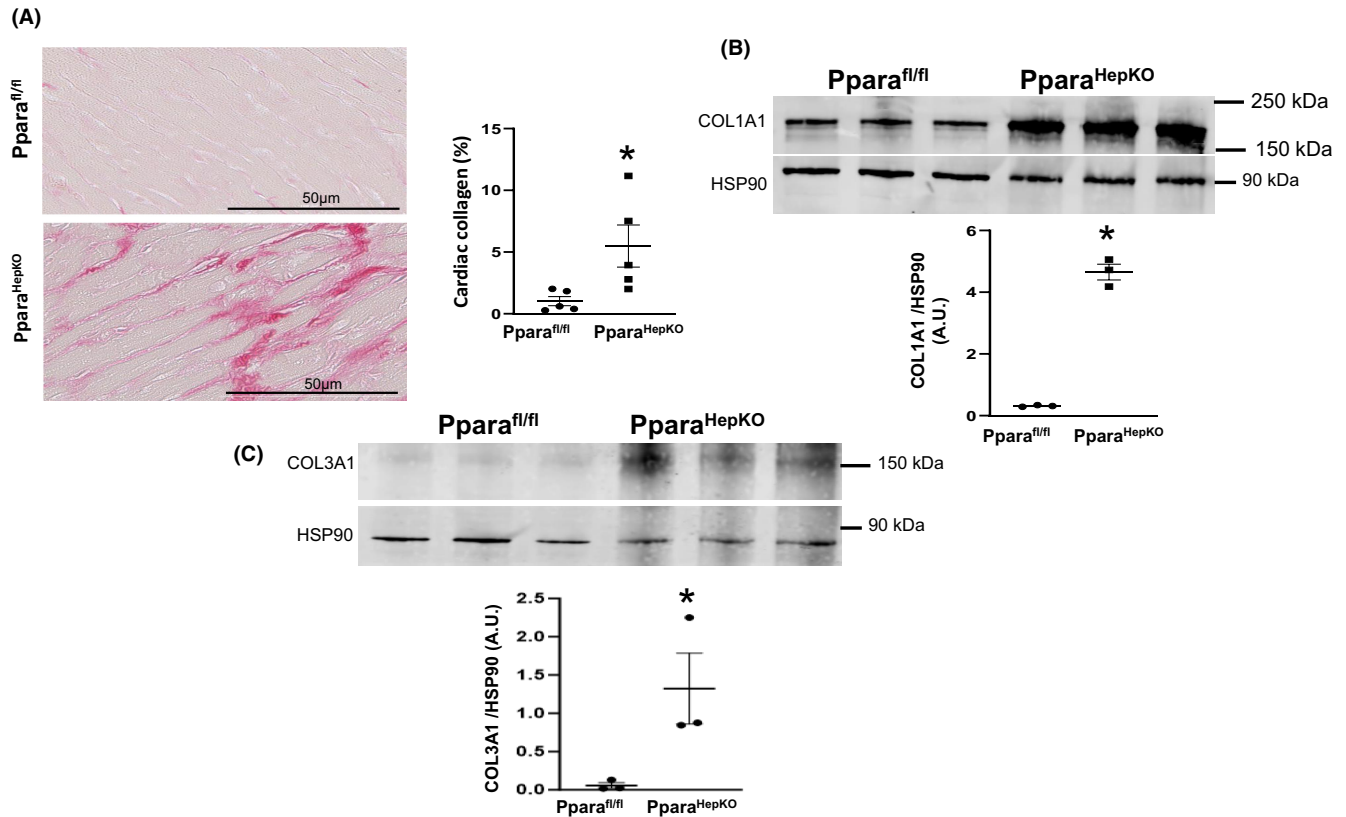 (A)
Ppara^fl/fl
50µm
Ppara^HepKO
50µm
Cardiac collagen (%)
15
10
5
0
*
Ppara^fl/fl Ppara^HepKO
(B)
Ppara^fl/fl Ppara^HepKO
COL1A1
250 kDa
150 kDa
HSP90
90 kDa
COL1A1 /HSP90
(A.U.)
6
4
2
0
*
Ppara^fl/fl Ppara^HepKO
(C)
Ppara^fl/fl Ppara^HepKO
COL3A1
150 kDa
HSP90
90 kDa
COL3A1 /HSP90 (A.U.)
2.5
2.0
1.5
1.0
0.5
0.0
*
Ppara^fl/fl Ppara^HepKO